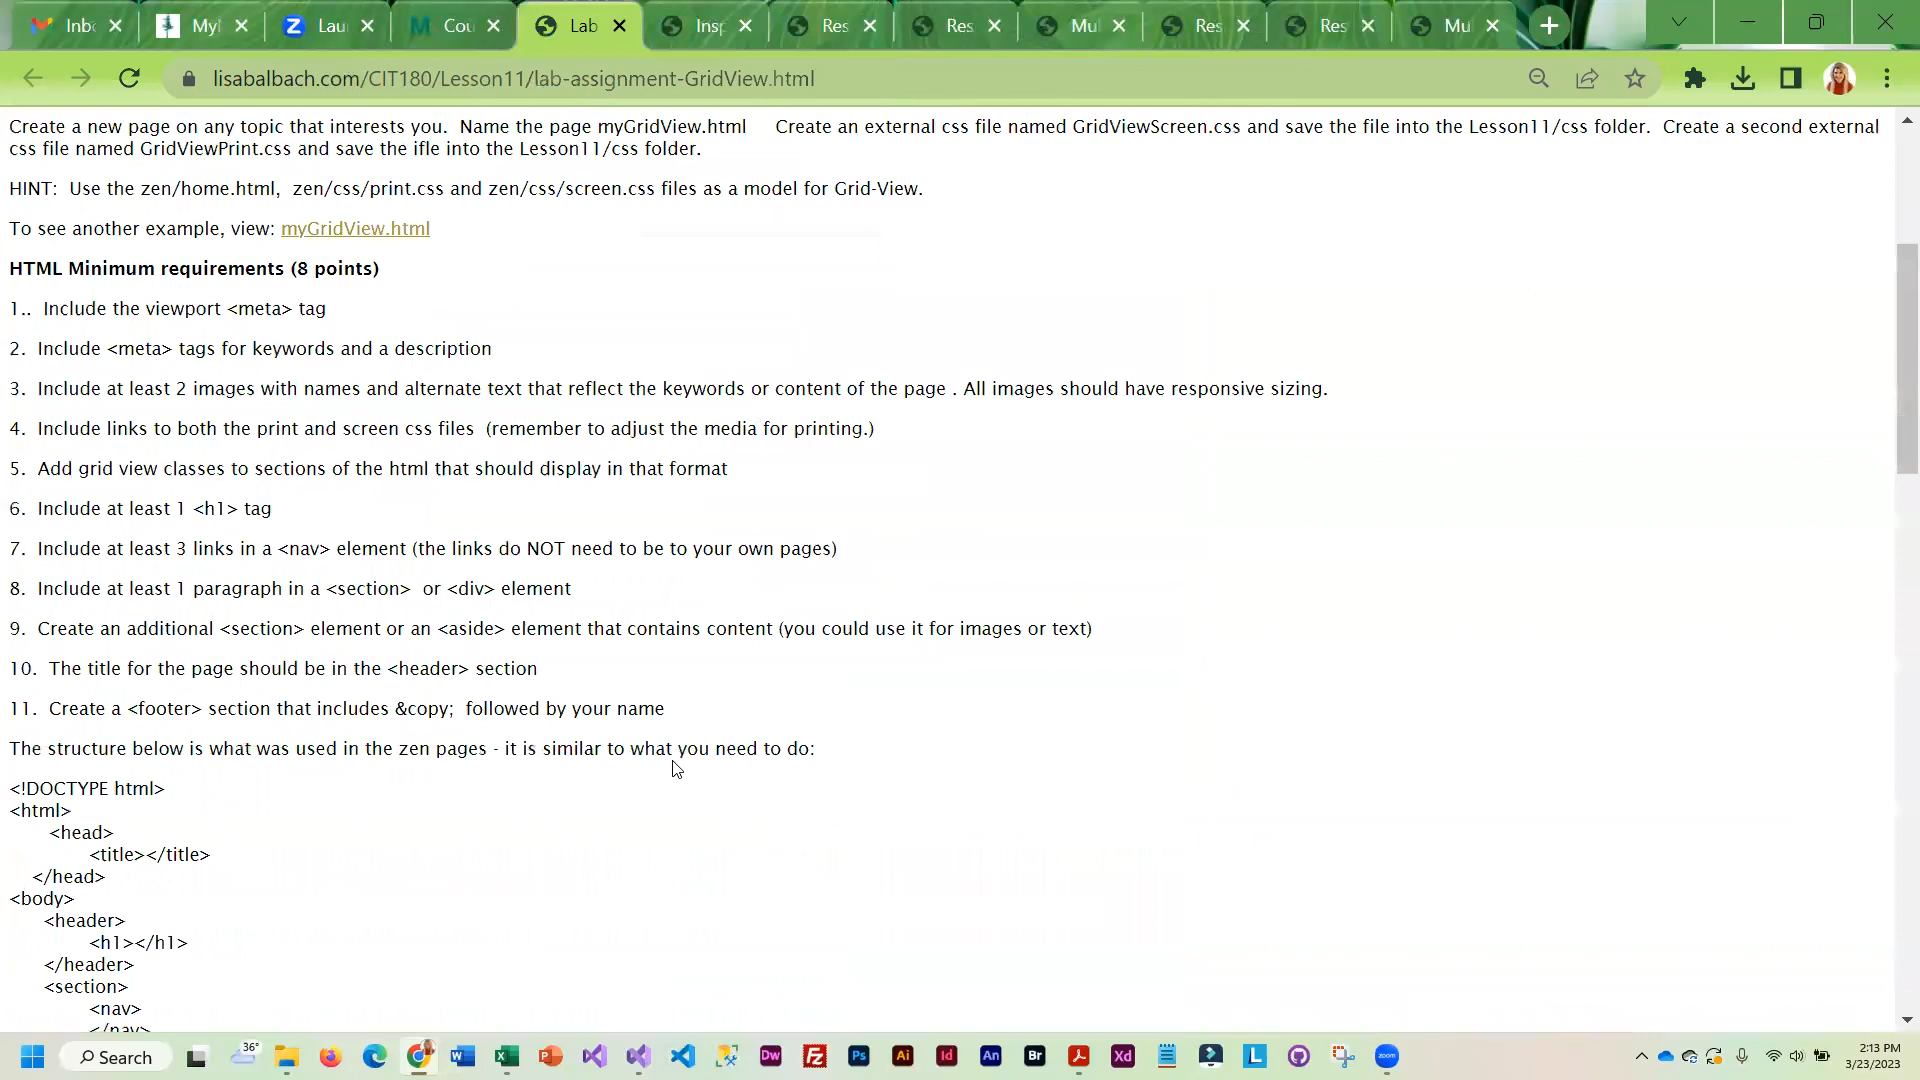 Inbo
MyI
Laun
Cou
Lab
Insp
Res
Res
Mul
Res
Res
Mul
lisabalbach.com/CIT180/Lesson11/lab-assignment-GridView.html
Create a new page on any topic that interests you.  Name the page myGridView.html     Create an external css file named GridViewScreen.css and save the file into the Lesson11/css folder.  Create a second external
css file named GridViewPrint.css and save the ifle into the Lesson11/css folder.
HINT:  Use the zen/home.html,  zen/css/print.css and zen/css/screen.css files as a model for Grid-View.
To see another example, view: myGridView.html
HTML Minimum requirements (8 points)
1..  Include the viewport <meta> tag
2.  Include <meta> tags for keywords and a description
3.  Include at least 2 images with names and alternate text that reflect the keywords or content of the page . All images should have responsive sizing.
4.  Include links to both the print and screen css files  (remember to adjust the media for printing.)
5.  Add grid view classes to sections of the html that should display in that format
6.  Include at least 1 <h1> tag
7.  Include at least 3 links in a <nav> element (the links do NOT need to be to your own pages)
8.  Include at least 1 paragraph in a <section>  or <div> element
9.  Create an additional <section> element or an <aside> element that contains content (you could use it for images or text)
10.  The title for the page should be in the <header> section
11.  Create a <footer> section that includes &copy;  followed by your name
The structure below is what was used in the zen pages - it is similar to what you need to do:
<!DOCTYPE html>
<html>
<head>
<title></title>
</head>
<body>
<header>
<h1></h1>
</header>
<section>
<nav>
</nav>
36°
Search
2:13 PM
3/23/2023